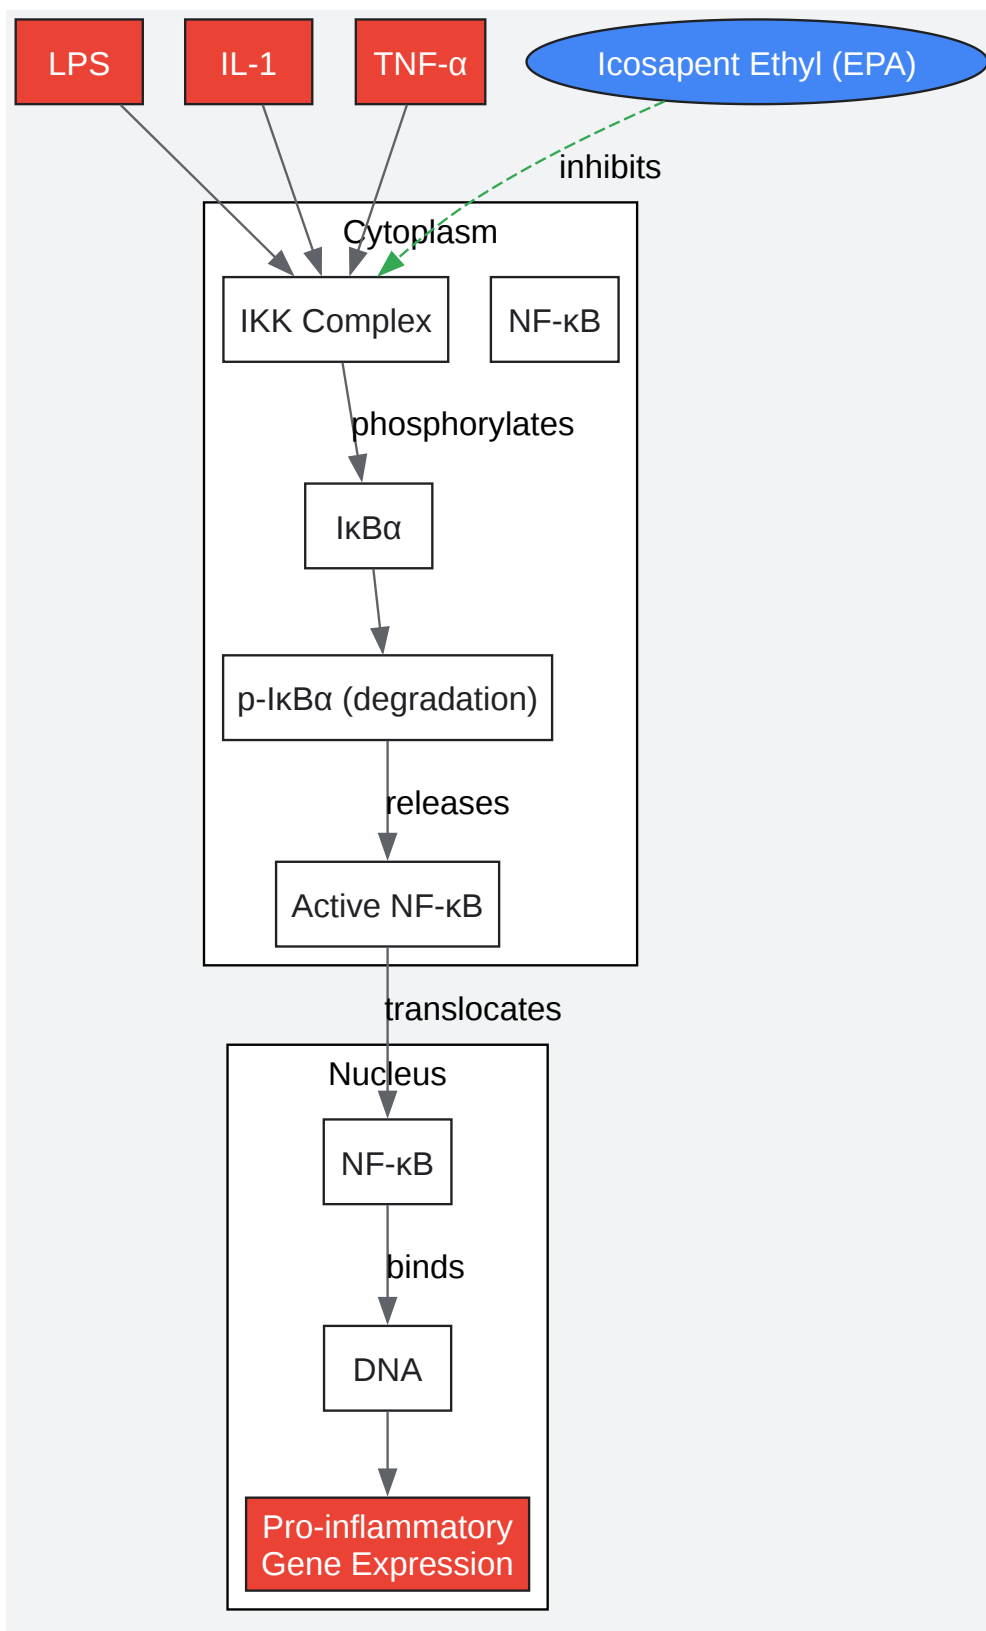 LPS
IL-1
TNF-α
Icosapent Ethyl (EPA)
inhibits
Cytoplasm
IKK Complex
NF-κB
phosphorylates
IκBα
p-IκBα (degradation)
releases
Active NF-κB
translocates
Nucleus
NF-κB
binds
DNA
Pro-inflammatory
Gene Expression